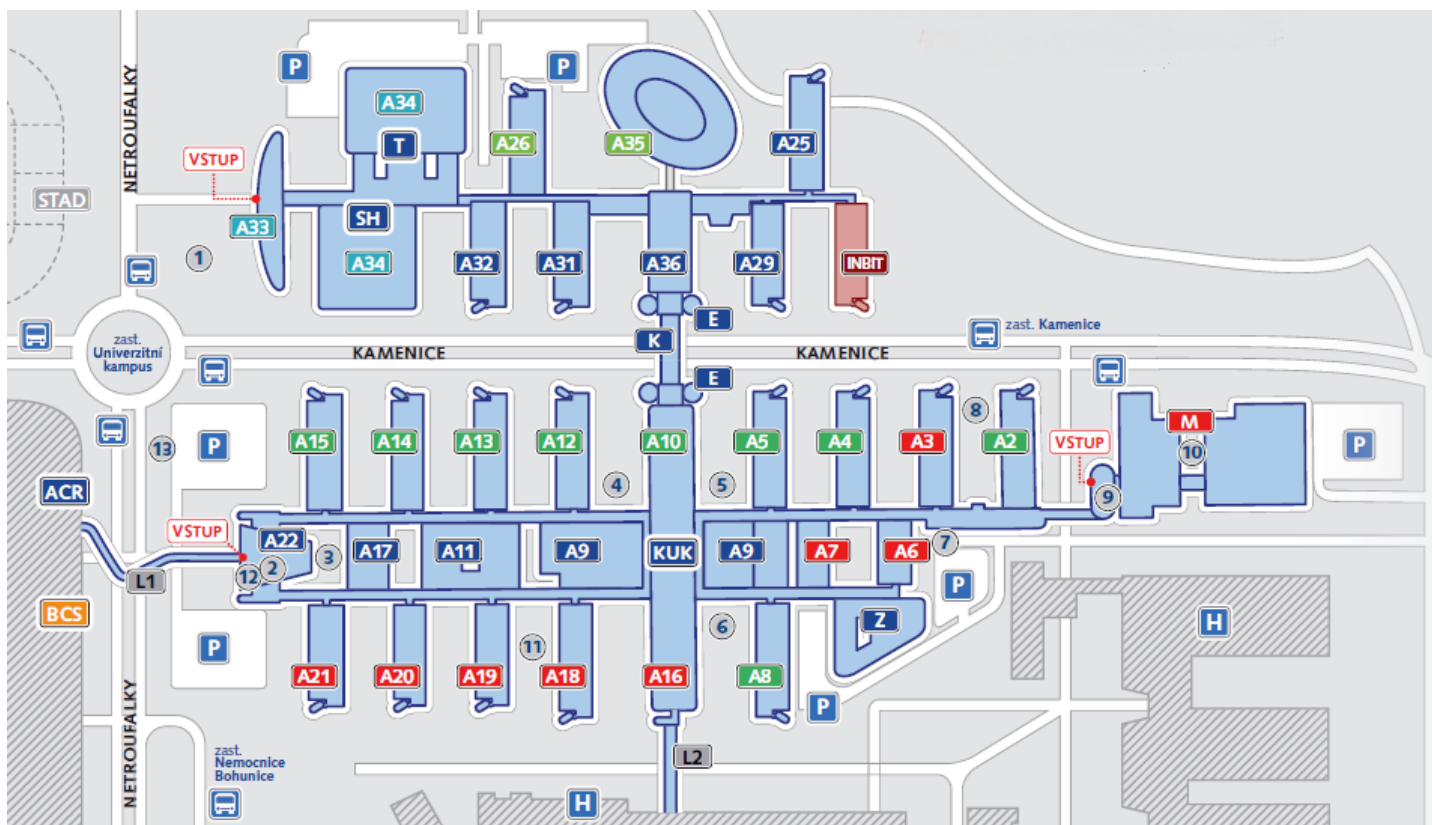 P
P
A34
T
A26
A35
A25
VSTUP
NETROUFALKY
STAD
A33
SH
A34
A32
A31
A36
A29
INBIT
1
E
K
zast. Kamenice
zast.
Univerzitní
kampus
KAMENICE
KAMENICE
E
8
A15
A14
A13
A12
A10
A5
A4
A3
A2
VSTUP
M
10
P
13
P
4
5
9
ACR
VSTUP
A22
3
A17
A11
A9
KUK
A9
A7
A6
7
12
2
L1
P
BCS
P
A21
A20
A19
11
A18
A16
6
A8
Z
H
P
NETROUFALKY
zast.
Nemocnice
Bohunice
L2
H